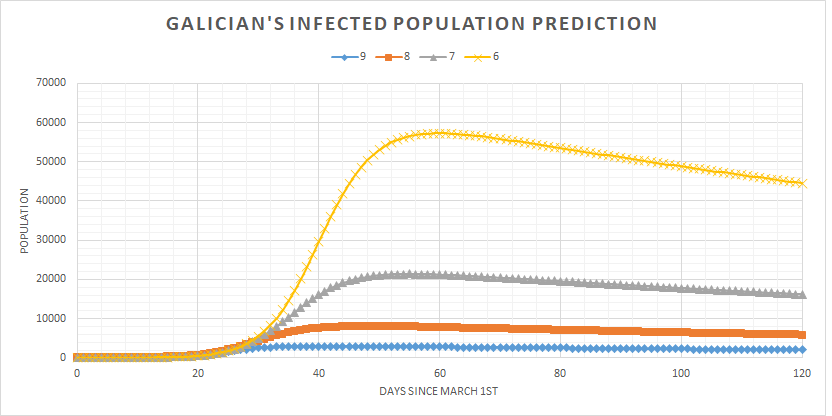 GALICIAN'S INFECTED POPULATION PREDICTION
9 8 7 6
70000
60000
50000
40000
30000
20000
10000
0
POPULATION
0 20 40 60 80 100 120
DAYS SINCE MARCH 1ST